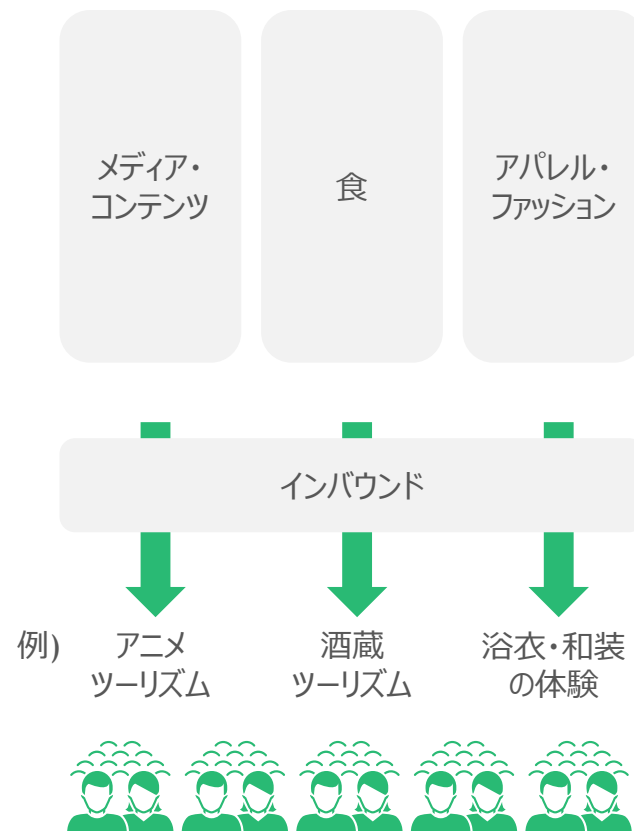 メディア・
コンテンツ
食
アパレル・
ファッション
インバウンド
例)
アニメ
ツーリズム
酒蔵
ツーリズム
浴衣・和装
の体験